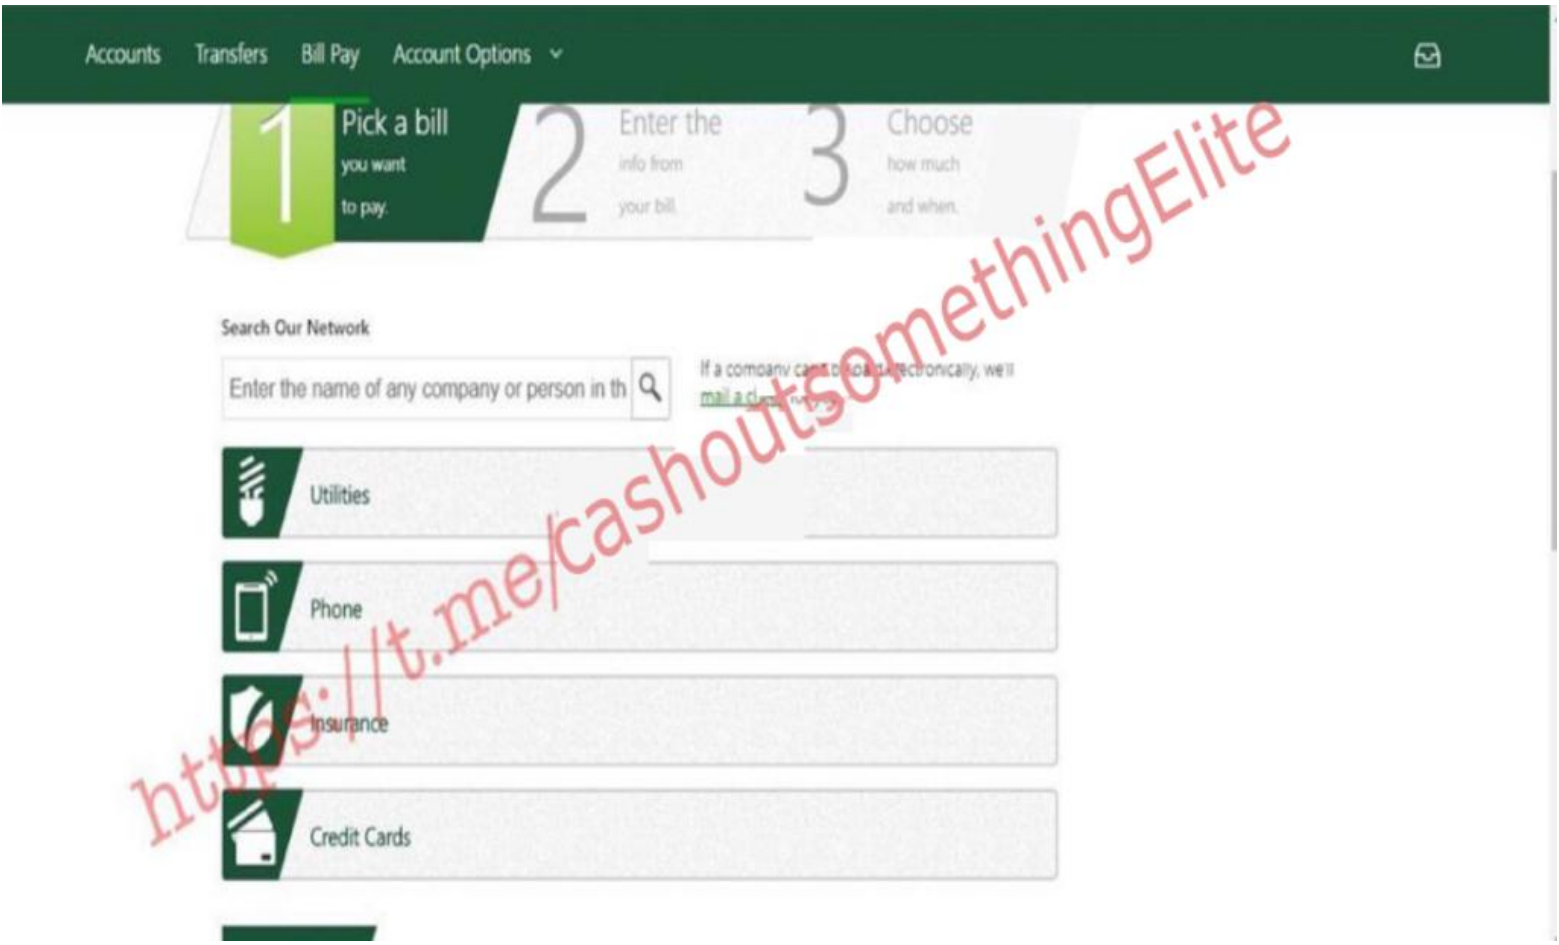 Accounts Transfers Bill Pay Account Options
1 Pick a bill
you want
to pay.
2 Enter the
info from
your bill.
3 Choose
how much
and when.
Search Our Network
Enter the name of any company or person in th
If a company can't b ectronically, we'll
mail a
Utilities
Phone
Insurance
Credit Cards
https://t.me/cashoutsomethingElite